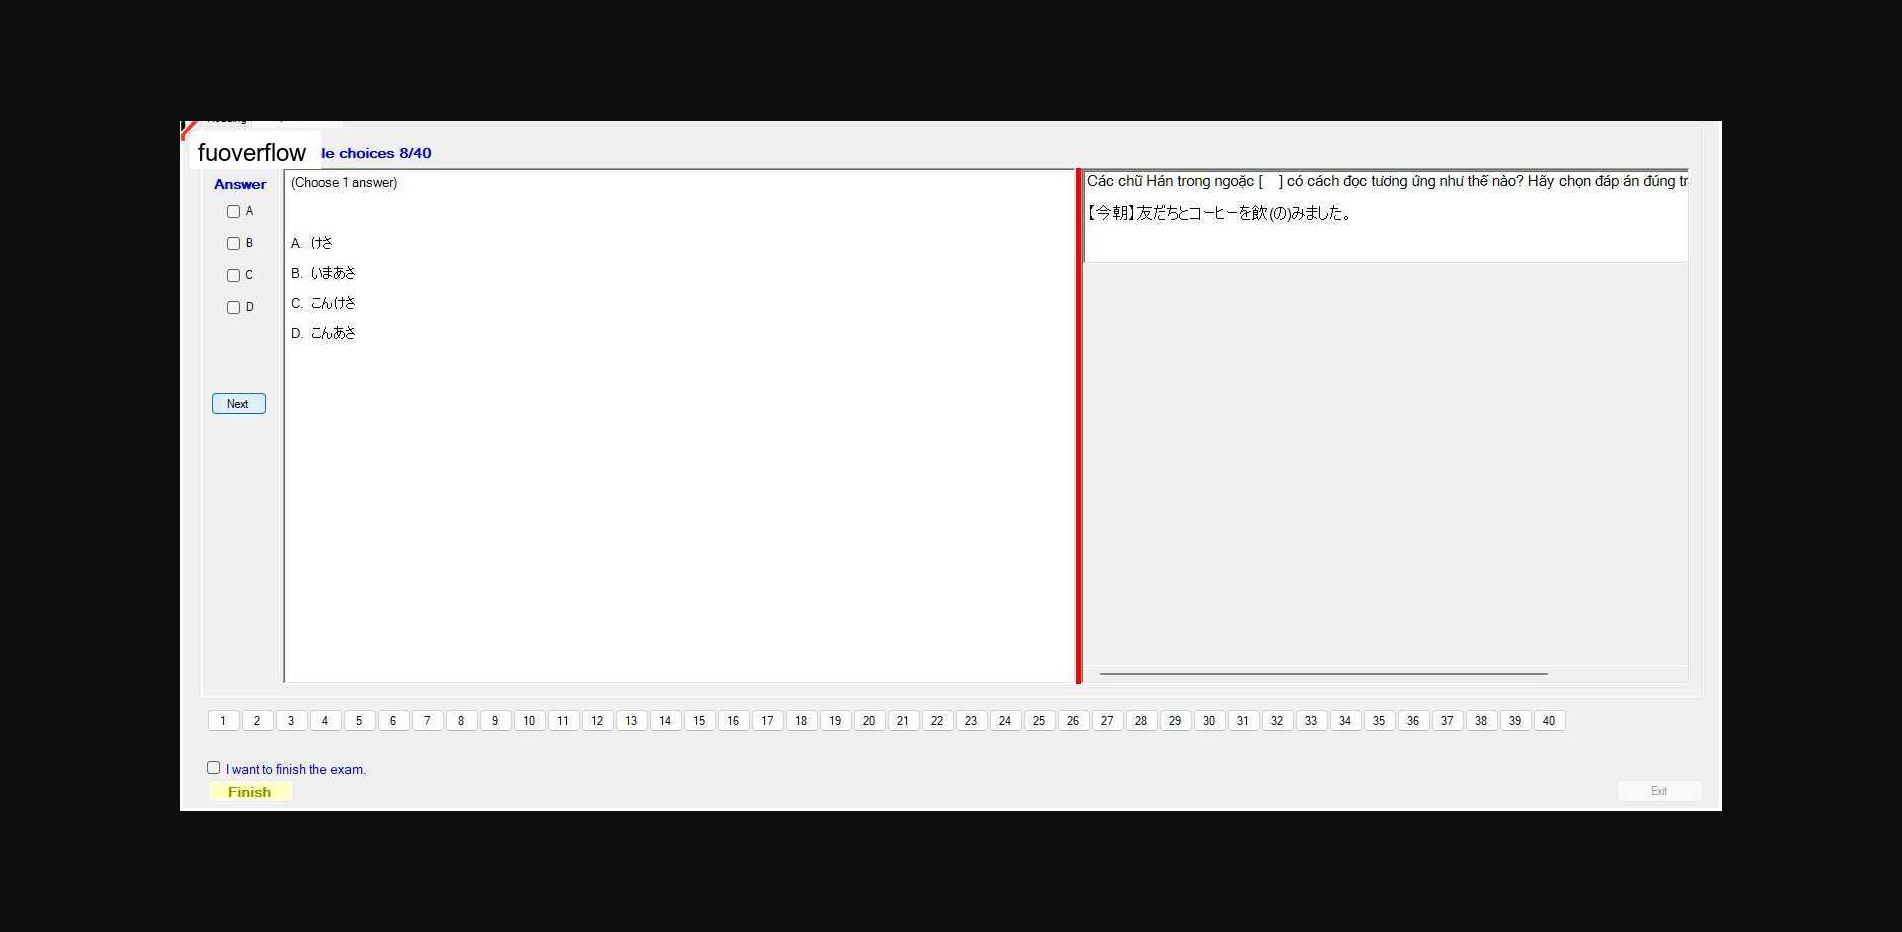 fuoverflow
le choices 8/40
Answer
A
B
C
D
Next
(Choose 1 answer)
A. けさ
B. いまあさ
C. こんけさ
D. こんあさ
Các chữ Hán trong ngoặc [ ] có cách đọc tương ứng như thế nào? Hãy chọn đáp án đúng tr
【今朝】友だちとコーヒーを飲(の)みました。
1 2 3 4 5 6 7 8 9 10 11 12 13 14 15 16 17 18 19 20 21 22 23 24 25 26 27 28 29 30 31 32 33 34 35 36 37 38 39 40
I want to finish the exam.
Finish
Exit